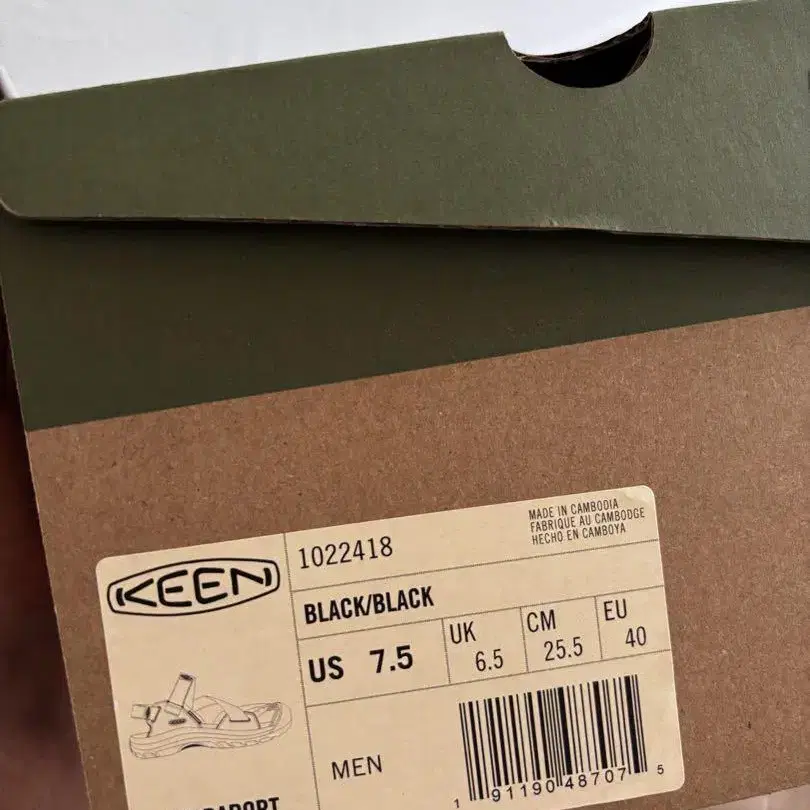 MADE IN CAMBODIA
FABRIQUE AU CAMBODGE
HECHO EN CAMBOYA
KEEN
1022418
BLACK/BLACK
US 7.5
UK 6.5
CM 25.5
EU 40
MEN
1 91190 48707 5